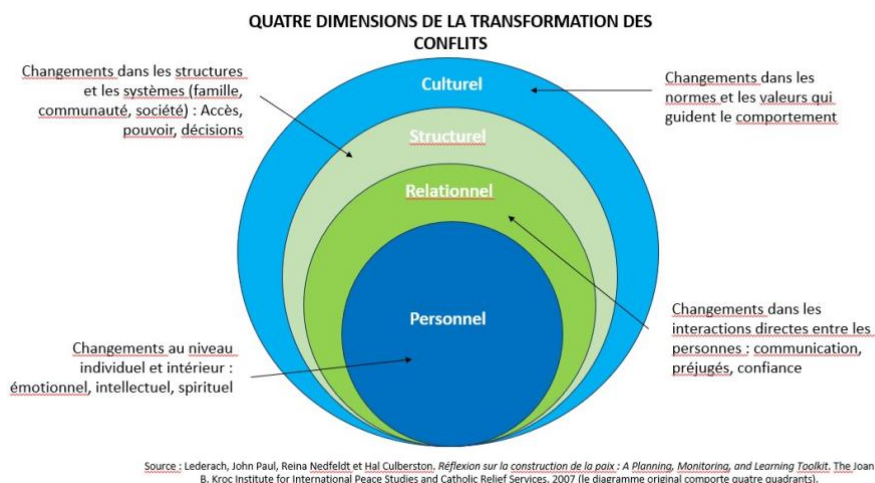 QUATRE DIMENSIONS DE LA TRANSFORMATION DES
CONFLITS
Changements dans les structures
et les systèmes (famille,
communauté, société) : Accès,
pouvoir, décisions
Culturel
Changements dans les
normes et les valeurs qui
guident le comportement
Structurel
Relationnel
Personnel
Changements au niveau
individuel et intérieur :
émotionnel, intellectuel, spirituel
Changements dans les
interactions directes entre les
personnes : communication,
préjugés, confiance
Source : Lederach, John Paul, Reina Nedfeldt et Hal Culberston. Réflexion sur la construction de la paix : A Planning, Monitoring, and Learning Toolkit. The Joan
B. Kroc Institute for International Peace Studies and Catholic Relief Services. 2007 (le diagramme original comporte quatre quadrants).